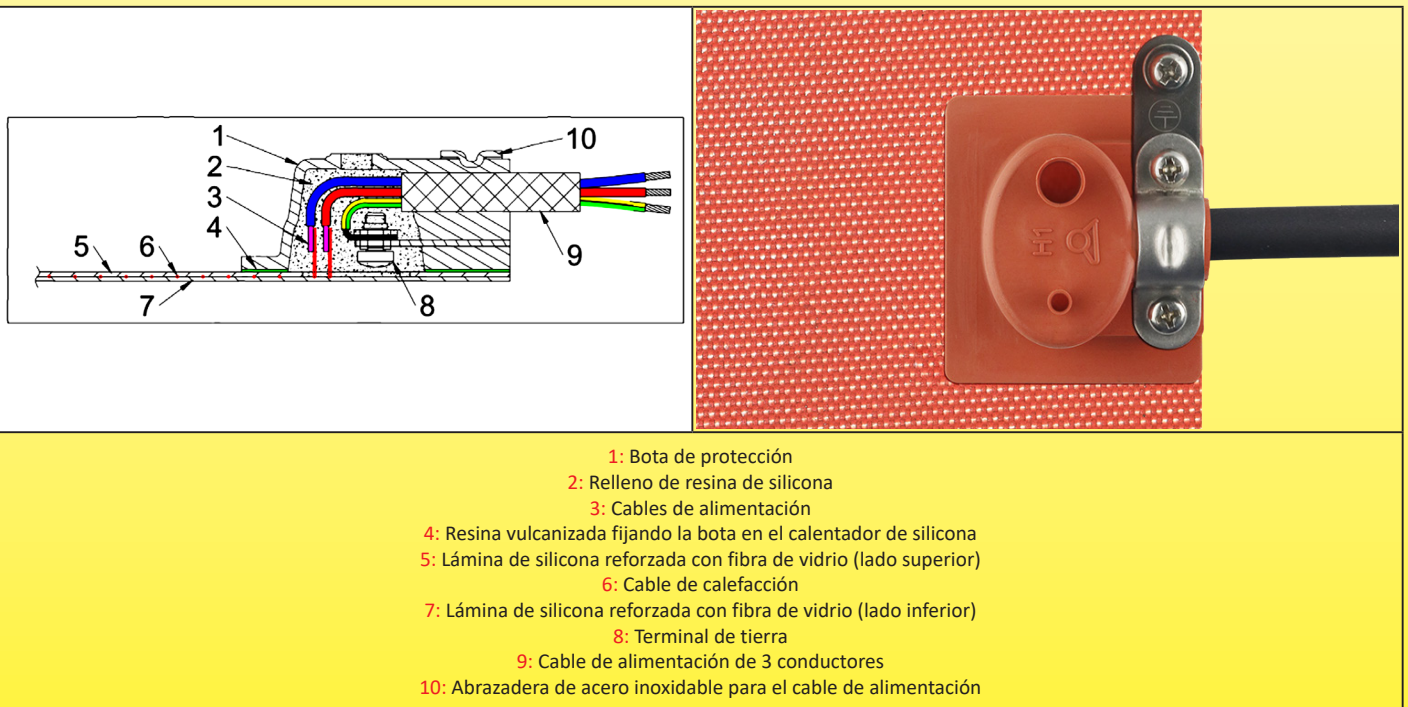 1
2
3
4
5
6
7
8
9
10
H1
1: Bota de protección
2: Relleno de resina de silicona
3: Cables de alimentación
4: Resina vulcanizada fijando la bota en el calentador de silicona
5: Lámina de silicona reforzada con fibra de vidrio (lado superior)
6: Cable de calefacción
7: Lámina de silicona reforzada con fibra de vidrio (lado inferior)
8: Terminal de tierra
9: Cable de alimentación de 3 conductores
10: Abrazadera de acero inoxidable para el cable de alimentación